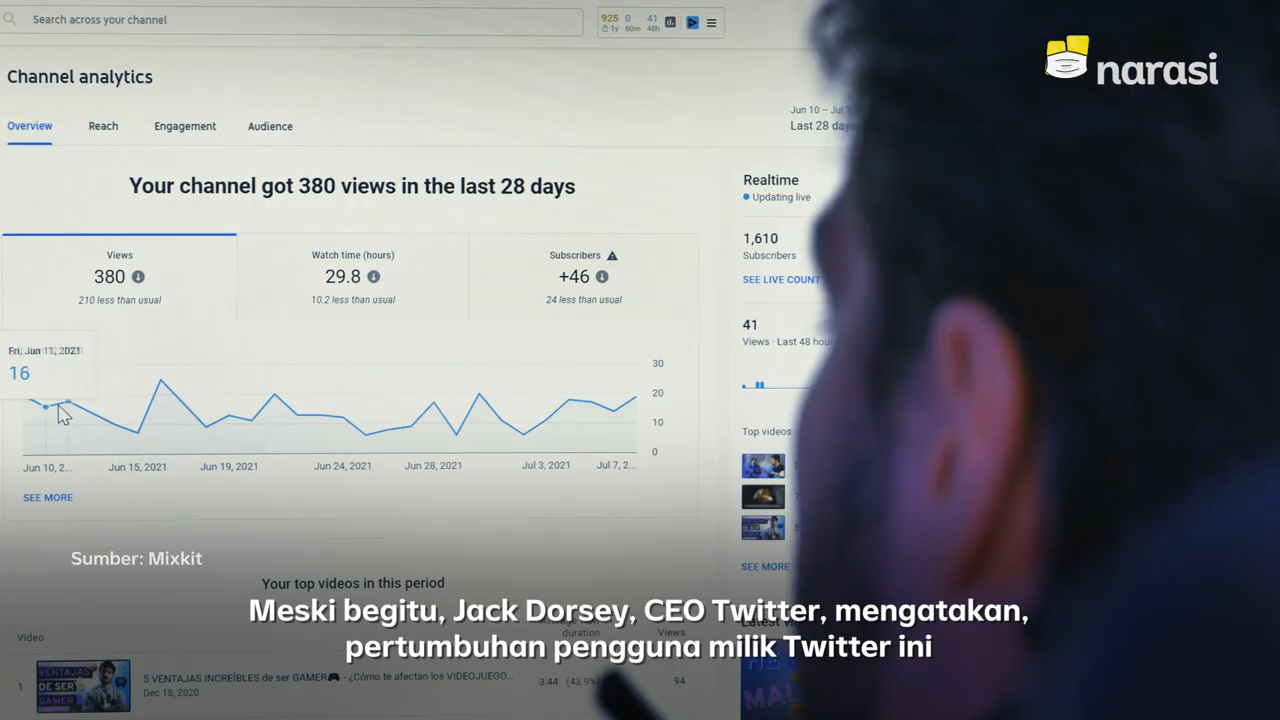 Search across your channel
925 0 41
1y 60m 48h
narasi
Channel analytics
Jun 10 – Jul
Last 28 days
Overview Reach Engagement Audience
Your channel got 380 views in the last 28 days
Realtime
Updating live
1,610
Subscribers
SEE LIVE COUNT
Views Watch time (hours) Subscribers
380 29.8 +46
210 less than usual 10.2 less than usual 24 less than usual
41
Views · Last 48 hou
Fri, Jun 11, 2021
16
30
20
10
0
Jun 10, 2... Jun 15, 2021 Jun 19, 2021 Jun 24, 2021 Jun 28, 2021 Jul 3, 2021 Jul 7, 2...
SEE MORE
Top videos
SEE MORE
Sumber: Mixkit
Your top videos in this period
Meski begitu, Jack Dorsey, CEO Twitter, mengatakan,
pertumbuhan pengguna milik Twitter ini
Video
duration
Views
1
VENTAJAS
DE SER
GAMER
5 VENTAJAS INCREÍBLES de ser GAMER🎮 - ¿Cómo te afectan los VIDEOJUEGO...
Dec 18, 2020
3:44 (43.9%)
94